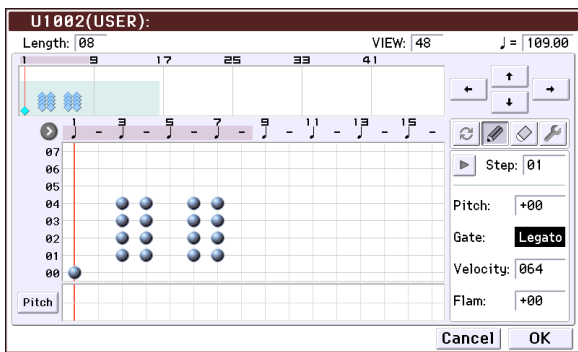 U1002(USER):
Length: 08 VIEW: 48 ♩= 109.00
1 9 17 25 33 41
1 - 3 - 5 - 7 - 9 - 11 - 13 - 15 -
07
06
05
04
03
02
01
00
Pitch
Step: 01
Pitch: +00
Gate: Legato
Velocity: 064
Flam: +00
Cancel OK